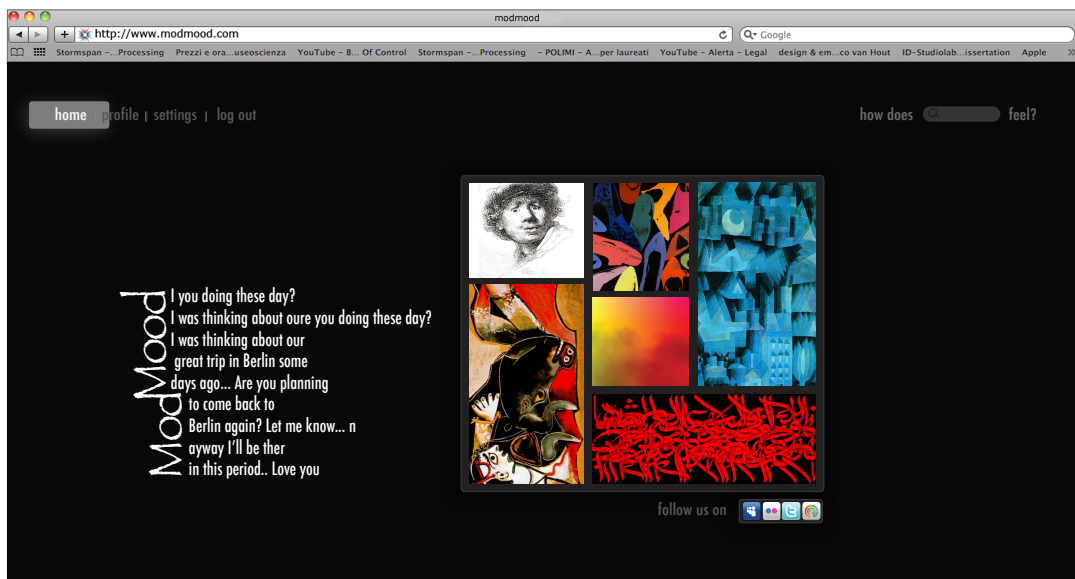 modmood
http://www.modmood.com
Google
Stormspan -...Processing Prezzi e ora...useoscienza YouTube - B... Of Control Stormspan -...Processing - POLIMI - A...per laureati YouTube - Alerta - Legal design & em...co van Hout ID-Studiolab...issertation Apple
home | profile | settings | log out
how does feel?
ModMood
I you doing these day?
I was thinking about oure you doing these day?
I was thinking about our
great trip in Berlin some
days ago... Are you planning
to come back to
Berlin again? Let me know... n
ayway I'll be ther
in this period.. Love you
follow us on